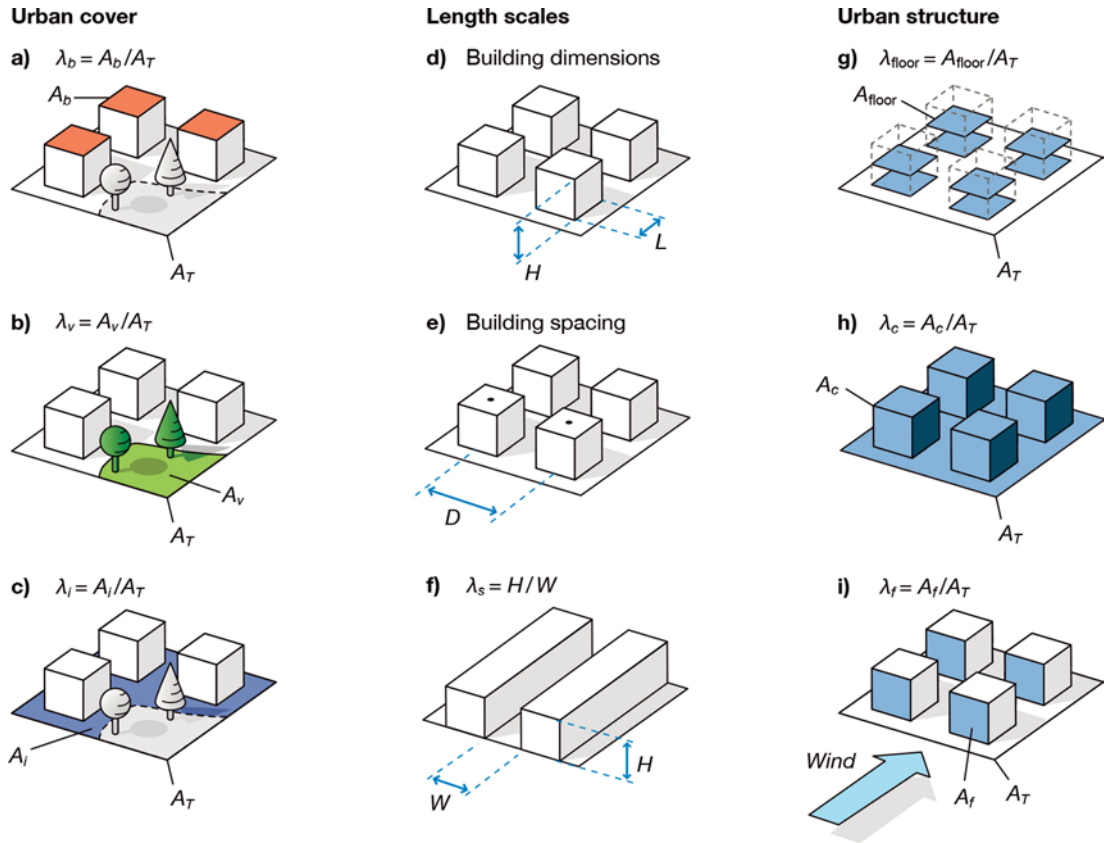 Urban cover
a) λb = Ab/AT
Ab
AT
b) λv = Av/AT
Av
AT
c) λi = Ai/AT
Ai
AT
Length scales
d) Building dimensions
H
L
e) Building spacing
D
f) λs = H/W
W
H
Urban structure
g) λfloor = Afloor/AT
Afloor
AT
h) λc = Ac/AT
Ac
AT
i) λf = Af/AT
Wind
Af
AT